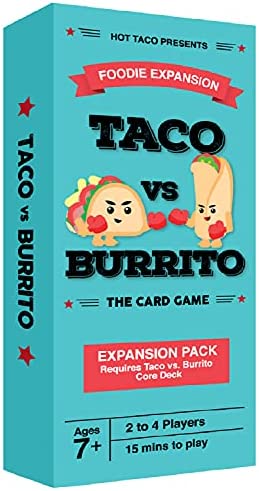 HOT TACO PRESENTS
FOODIE EXPANSION
TACO
VS
BURRITO
THE CARD GAME
EXPANSION PACK
Requires Taco vs. Burrito
Core Deck
Ages
7+
2 to 4 Players
15 mins to play
TACO vs BURRITO